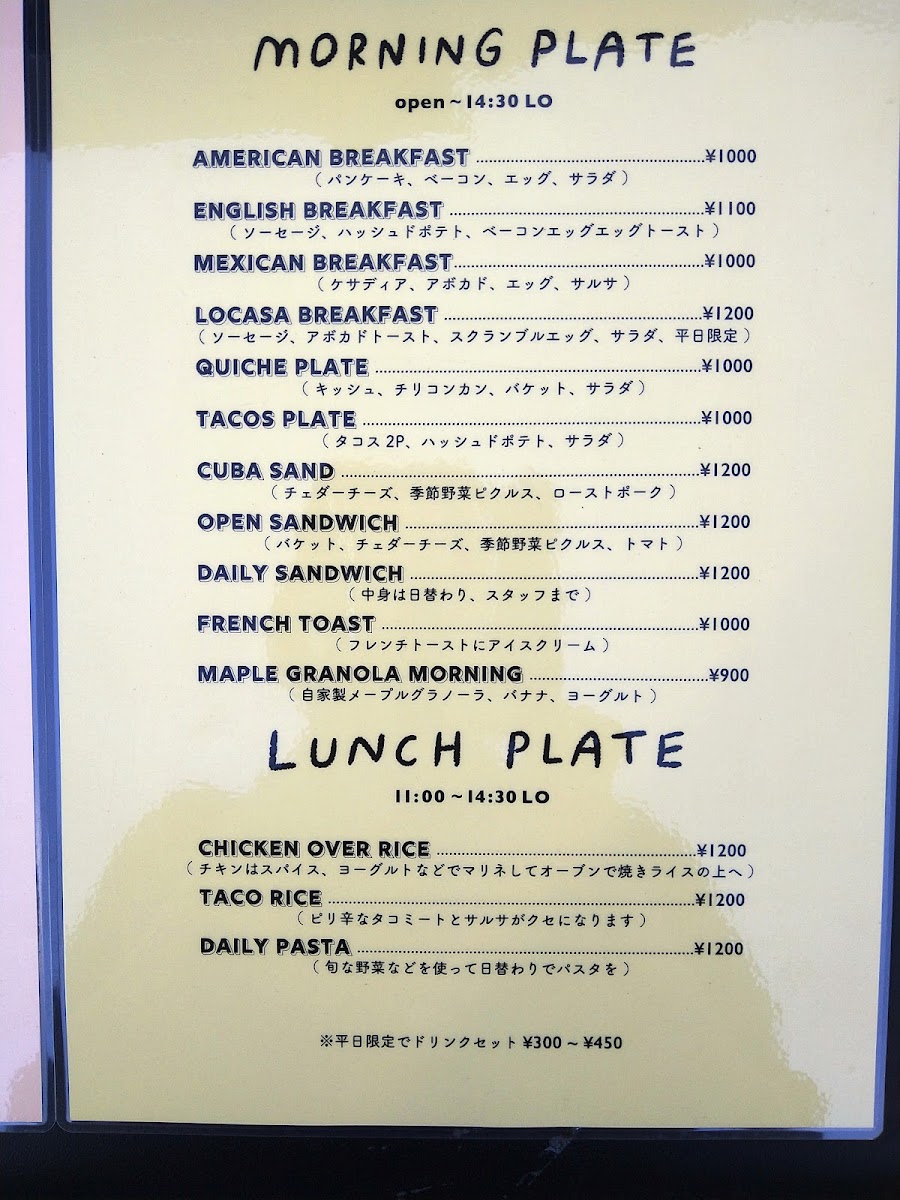 MORNING PLATE
open ~ 14:30 LO
AMERICAN BREAKFAST ¥1000
（ パンケーキ、ベーコン、エッグ、サラダ ）
ENGLISH BREAKFAST ¥1100
（ ソーセージ、ハッシュドポテト、ベーコンエッグエッグトースト ）
MEXICAN BREAKFAST ¥1000
（ ケサディア、アボカド、エッグ、サルサ ）
LOCASA BREAKFAST ¥1200
（ ソーセージ、アボカドトースト、スクランブルエッグ、サラダ、平日限定 ）
QUICHE PLATE ¥1000
（ キッシュ、チリコンカン、バケット、サラダ ）
TACOS PLATE ¥1000
（ タコス 2P、ハッシュドポテト、サラダ ）
CUBA SAND ¥1200
（ チェダーチーズ、季節野菜ピクルス、ローストポーク ）
OPEN SANDWICH ¥1200
（ バケット、チェダーチーズ、季節野菜ピクルス、トマト ）
DAILY SANDWICH ¥1200
（ 中身は日替わり、スタッフまで ）
FRENCH TOAST ¥1000
（ フレンチトーストにアイスクリーム ）
MAPLE GRANOLA MORNING ¥900
（ 自家製メープルグラノーラ、バナナ、ヨーグルト ）
LUNCH PLATE
11:00 ~ 14:30 LO
CHICKEN OVER RICE ¥1200
（ チキンはスパイス、ヨーグルトなどでマリネしてオーブンで焼きライスの上へ ）
TACO RICE ¥1200
（ ピリ辛なタコミートとサルサがクセになります ）
DAILY PASTA ¥1200
（ 旬な野菜などを使って日替わりでパスタを ）
※平日限定でドリンクセット ¥300 ~ ¥450